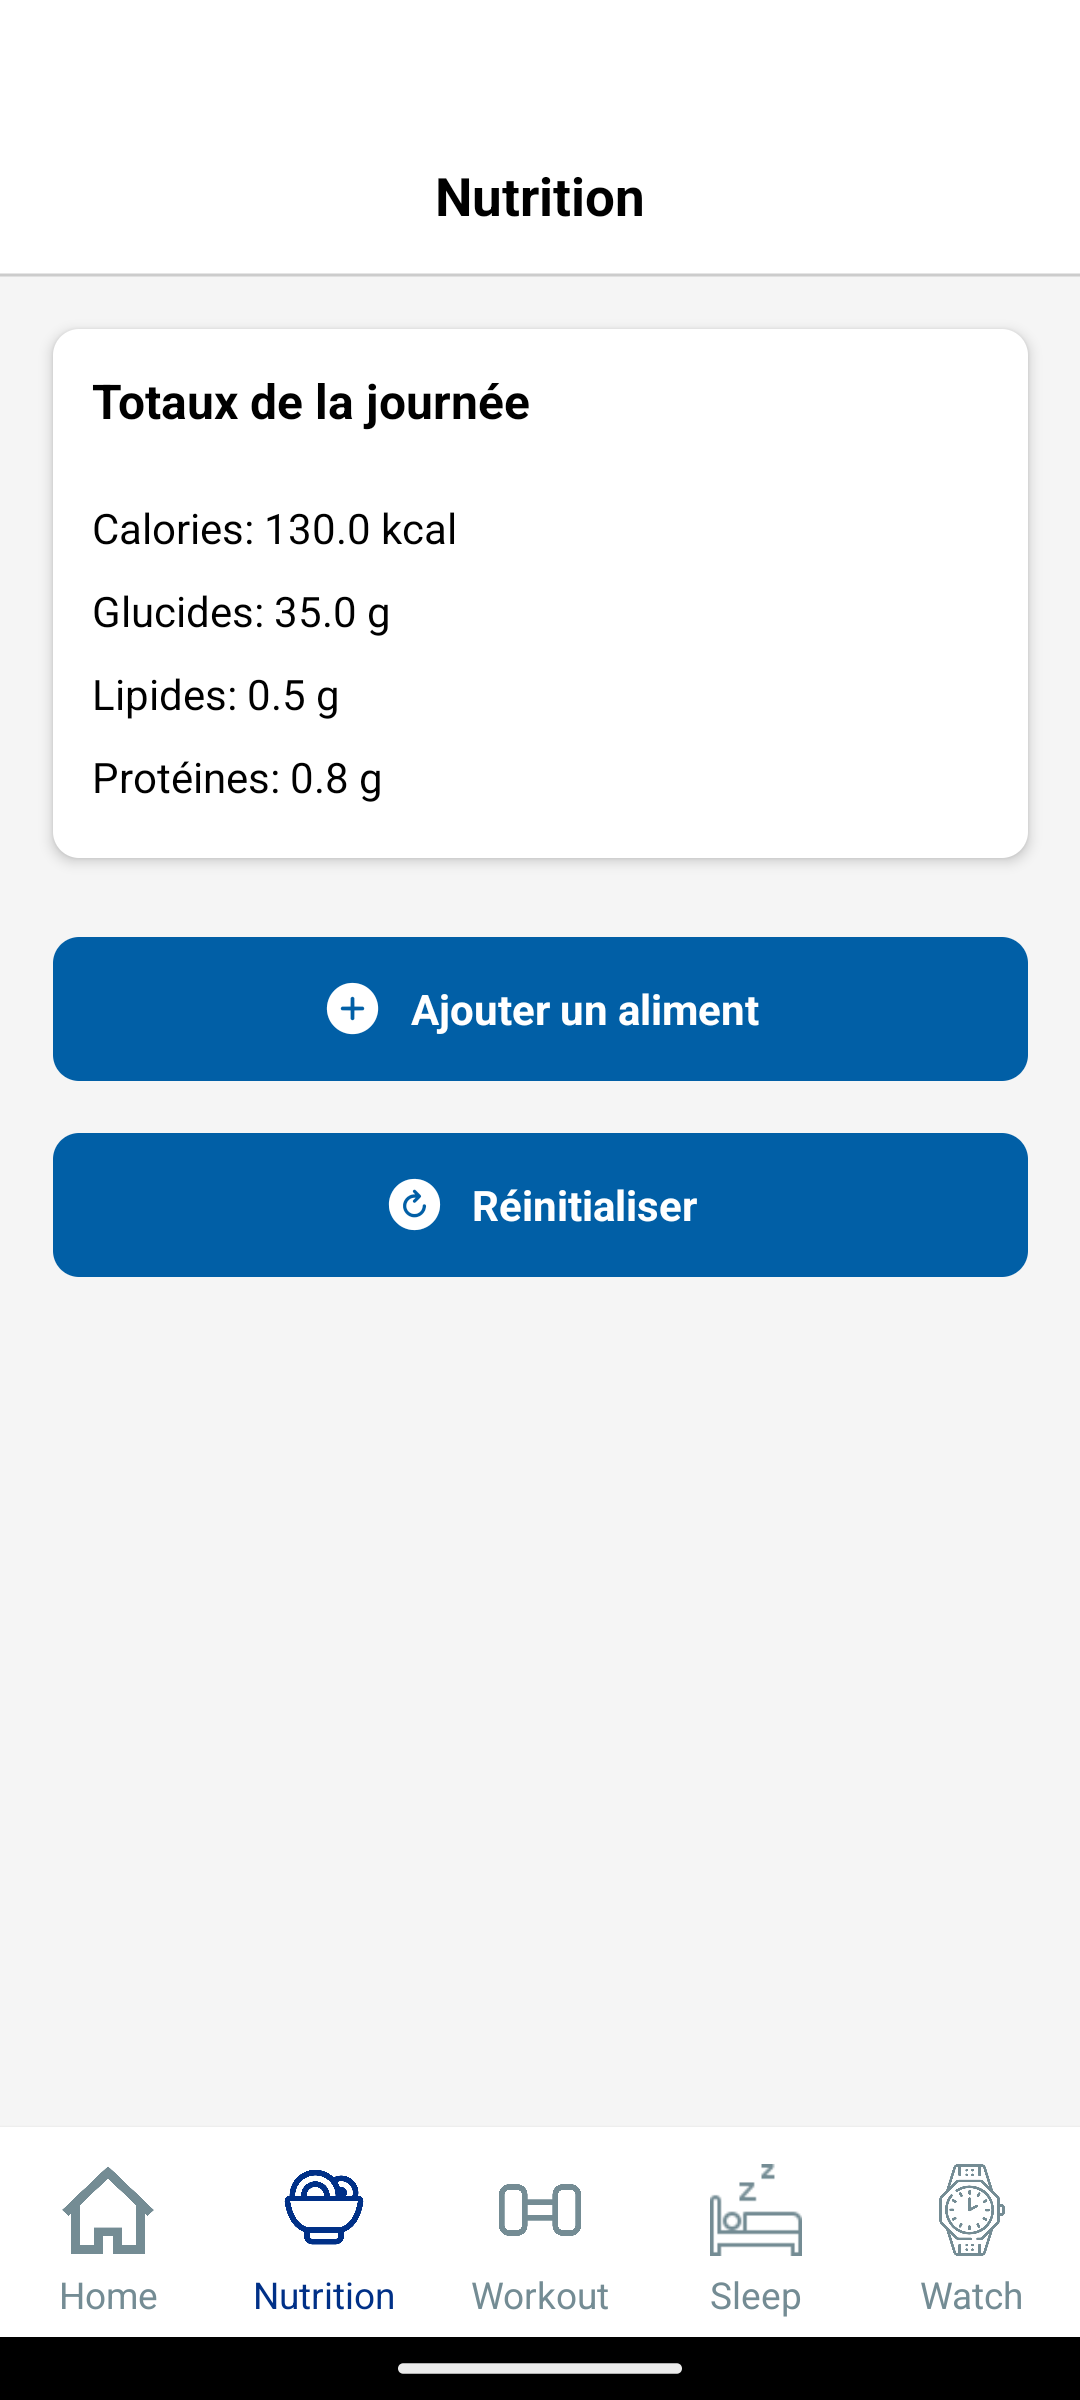 Nutrition
Totaux de la journée
Calories: 130.0 kcal
Glucides: 35.0 g
Lipides: 0.5 g
Protéines: 0.8 g
Ajouter un aliment
Réinitialiser
Home
Nutrition
Workout
Sleep
Watch